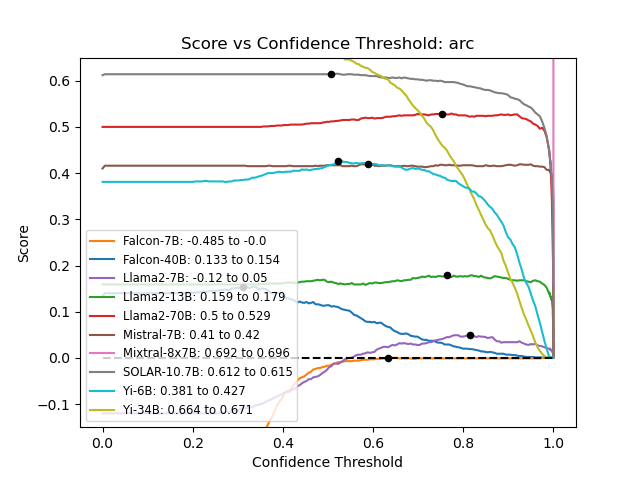 Score vs Confidence Threshold: arc
Score
0.6
0.5
0.4
0.3
0.2
0.1
0.0
−0.1
Falcon-7B: -0.485 to -0.0
Falcon-40B: 0.133 to 0.154
Llama2-7B: -0.12 to 0.05
Llama2-13B: 0.159 to 0.179
Llama2-70B: 0.5 to 0.529
Mistral-7B: 0.41 to 0.42
Mixtral-8x7B: 0.692 to 0.696
SOLAR-10.7B: 0.612 to 0.615
Yi-6B: 0.381 to 0.427
Yi-34B: 0.664 to 0.671
0.0 0.2 0.4 0.6 0.8 1.0
Confidence Threshold